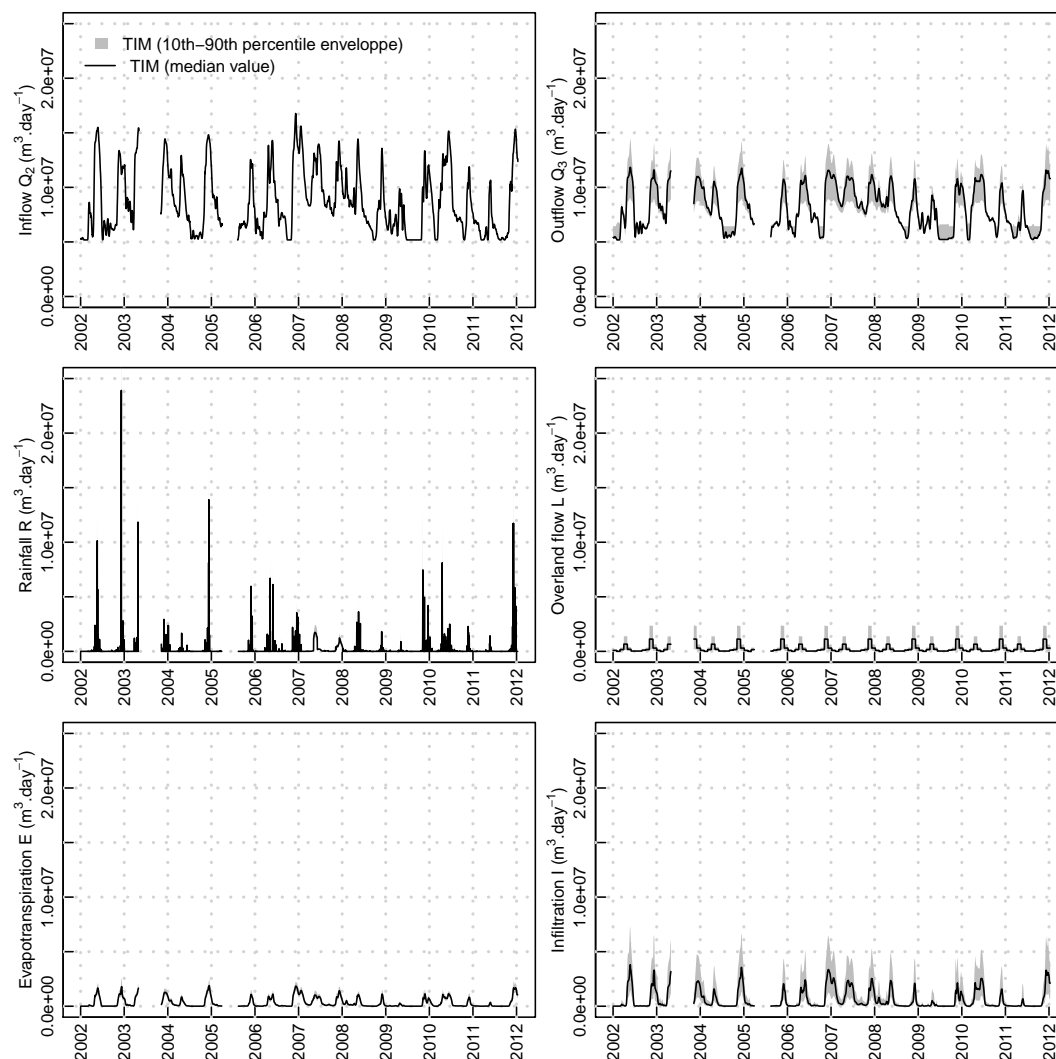 TIM (10th−90th percentile enveloppe)
TIM (median value)
Inflow Q2 (m3.day−1)
0.0e+00 1.0e+07 2.0e+07
2002 2003 2004 2005 2006 2007 2008 2009 2010 2011 2012
Outflow Q3 (m3.day−1)
0.0e+00 1.0e+07 2.0e+07
2002 2003 2004 2005 2006 2007 2008 2009 2010 2011 2012
Rainfall R (m3.day−1)
0.0e+00 1.0e+07 2.0e+07
2002 2003 2004 2005 2006 2007 2008 2009 2010 2011 2012
Overland flow L (m3.day−1)
0.0e+00 1.0e+07 2.0e+07
2002 2003 2004 2005 2006 2007 2008 2009 2010 2011 2012
Evapotranspiration E (m3.day−1)
0.0e+00 1.0e+07 2.0e+07
2002 2003 2004 2005 2006 2007 2008 2009 2010 2011 2012
Infiltration I (m3.day−1)
0.0e+00 1.0e+07 2.0e+07
2002 2003 2004 2005 2006 2007 2008 2009 2010 2011 2012